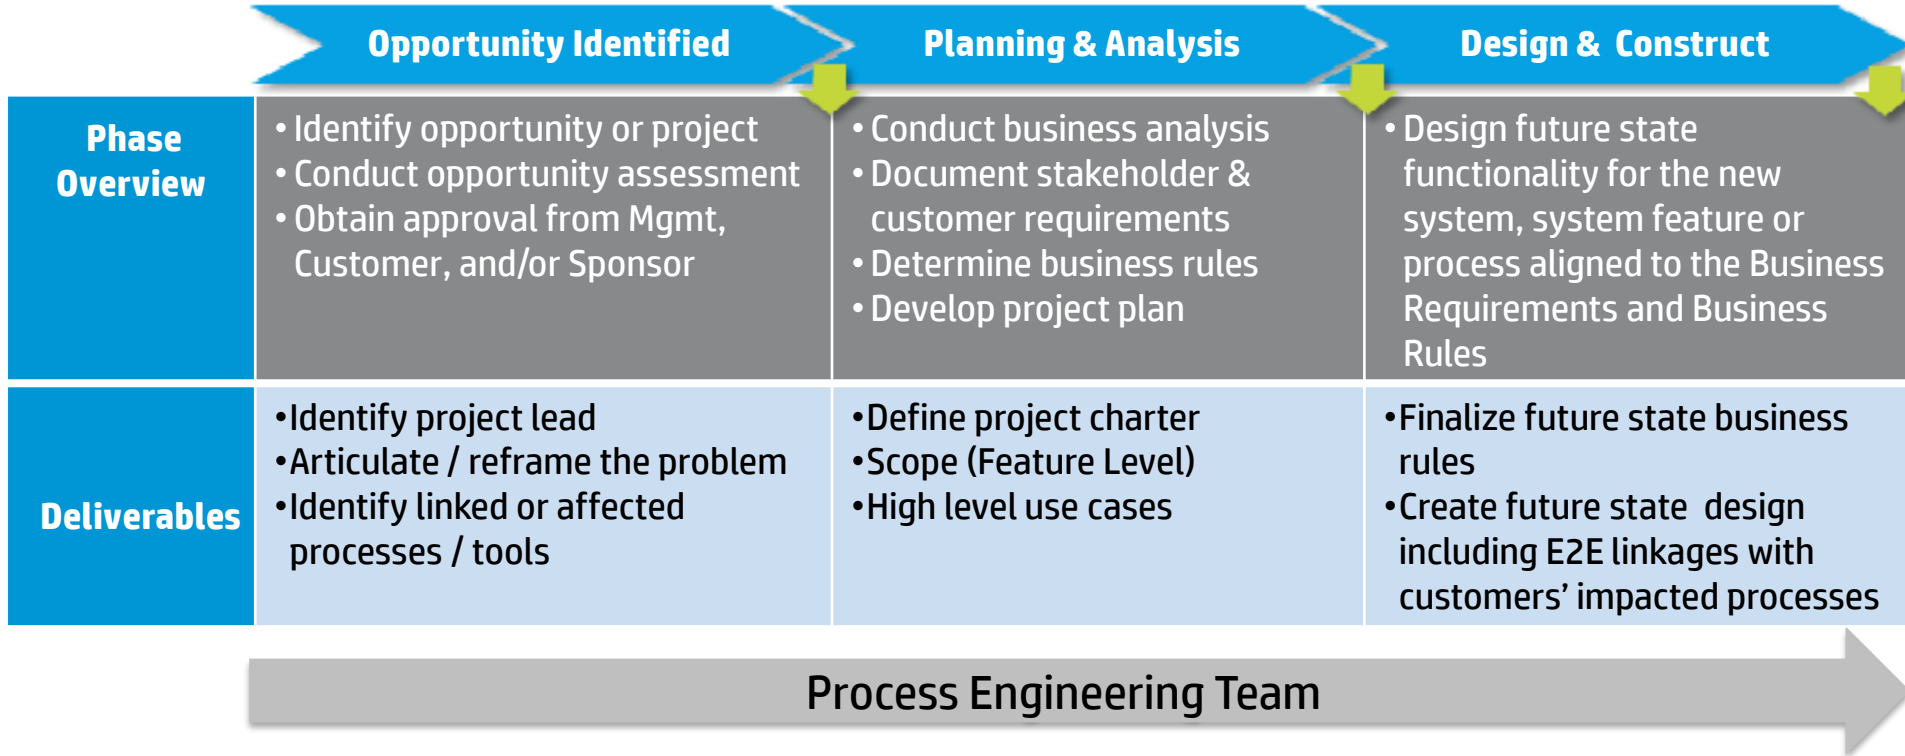 Opportunity Identified
Planning & Analysis
Design & Construct
Phase
Overview
• Identify opportunity or project
• Conduct opportunity assessment
• Obtain approval from Mgmt,
Customer, and/or Sponsor
• Conduct business analysis
• Document stakeholder &
customer requirements
• Determine business rules
• Develop project plan
• Design future state
functionality for the new
system, system feature or
process aligned to the Business
Requirements and Business
Rules
Deliverables
•Identify project lead
•Articulate / reframe the problem
•Identify linked or affected
processes / tools
•Define project charter
•Scope (Feature Level)
•High level use cases
•Finalize future state business
rules
•Create future state design
including E2E linkages with
customers’ impacted processes
Process Engineering Team